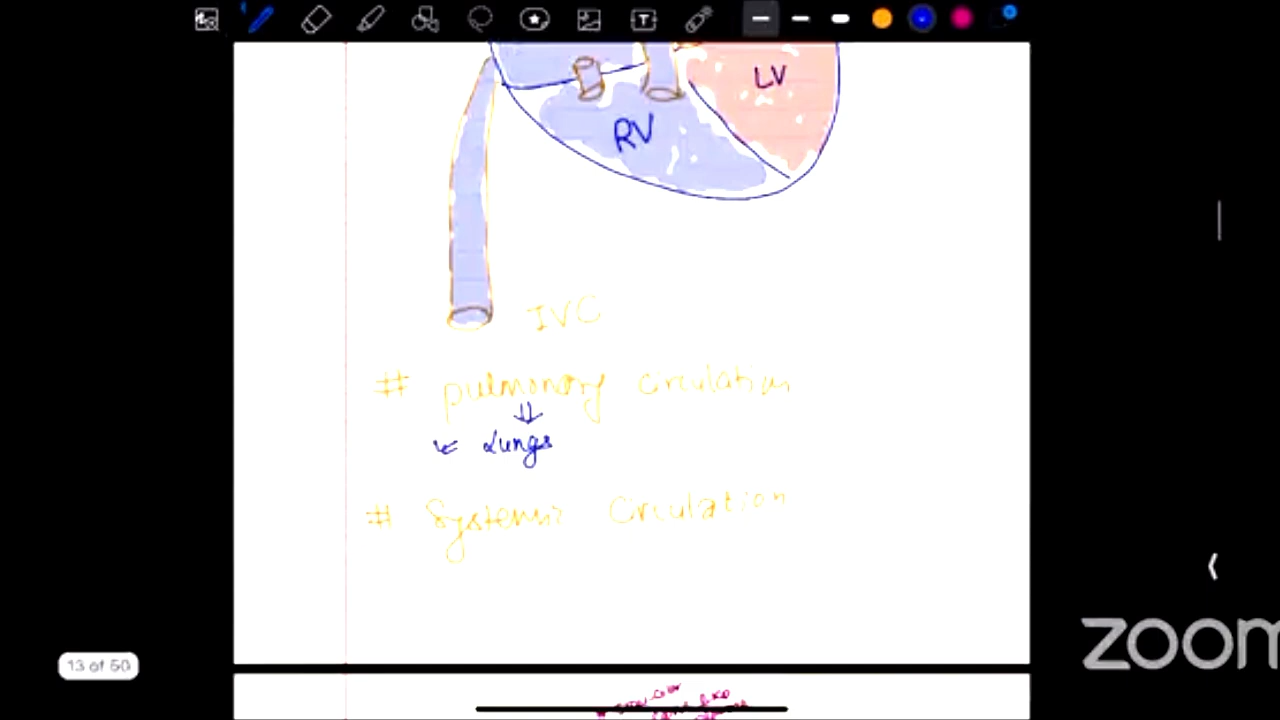 T
LV
RV
IVC
# pulmonary circulation
⇓
Lungs
# Systemic Circulation
zoom
13 of 50